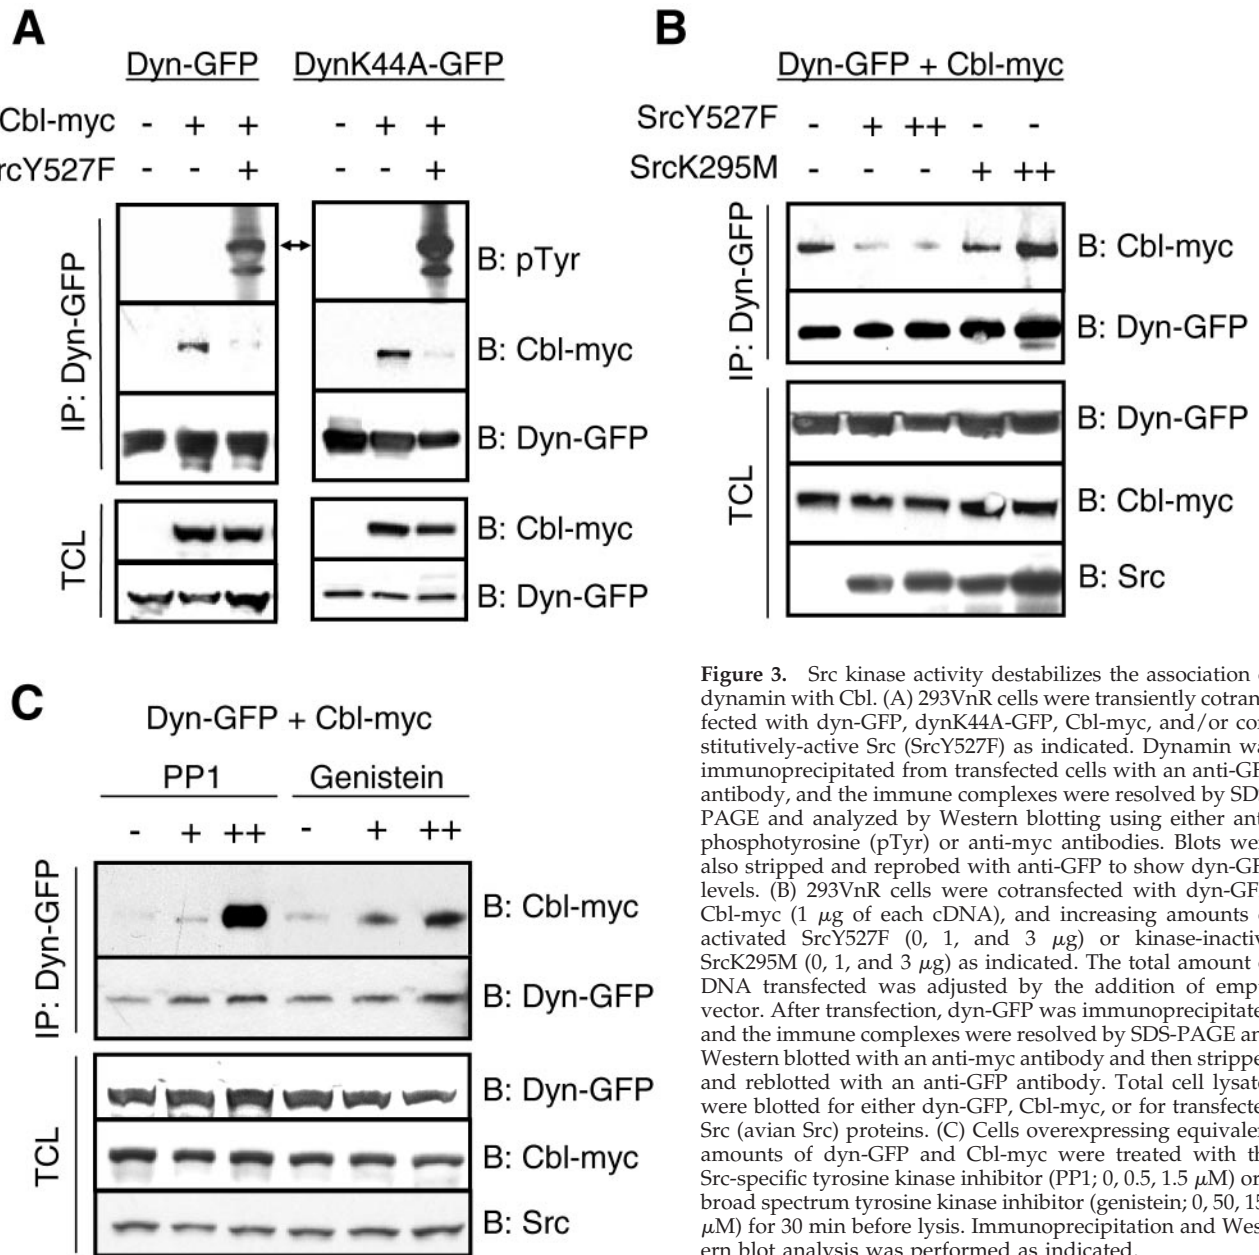 A
Dyn-GFP DynK44A-GFP
Cbl-myc - + + - + +
rcY527F - - + - - +
IP: Dyn-GFP
B: pTyr
B: Cbl-myc
B: Dyn-GFP
TCL
B: Cbl-myc
B: Dyn-GFP
B
Dyn-GFP + Cbl-myc
SrcY527F - + ++ - -
SrcK295M - - - + ++
IP: Dyn-GFP
B: Cbl-myc
B: Dyn-GFP
TCL
B: Dyn-GFP
B: Cbl-myc
B: Src
C
Dyn-GFP + Cbl-myc
PP1 Genistein
- + ++ - + ++
IP: Dyn-GFP
B: Cbl-myc
B: Dyn-GFP
TCL
B: Dyn-GFP
B: Cbl-myc
B: Src
Figure 3. Src kinase activity destabilizes the association
dynamin with Cbl. (A) 293VnR cells were transiently cotran
fected with dyn-GFP, dynK44A-GFP, Cbl-myc, and/or con
stitutively-active Src (SrcY527F) as indicated. Dynamin wa
immunoprecipitated from transfected cells with an anti-GF
antibody, and the immune complexes were resolved by SD
PAGE and analyzed by Western blotting using either ant
phosphotyrosine (pTyr) or anti-myc antibodies. Blots wer
also stripped and reprobed with anti-GFP to show dyn-GF
levels. (B) 293VnR cells were cotransfected with dyn-GF
Cbl-myc (1 μg of each cDNA), and increasing amounts
activated SrcY527F (0, 1, and 3 μg) or kinase-inactiv
SrcK295M (0, 1, and 3 μg) as indicated. The total amount
DNA transfected was adjusted by the addition of emp
vector. After transfection, dyn-GFP was immunoprecipitate
and the immune complexes were resolved by SDS-PAGE an
Western blotted with an anti-myc antibody and then strippe
and reblotted with an anti-GFP antibody. Total cell lysat
were blotted for either dyn-GFP, Cbl-myc, or for transfecte
Src (avian Src) proteins. (C) Cells overexpressing equivalen
amounts of dyn-GFP and Cbl-myc were treated with th
Src-specific tyrosine kinase inhibitor (PP1; 0, 0.5, 1.5 μM) or
broad spectrum tyrosine kinase inhibitor (genistein; 0, 50, 15
μM) for 30 min before lysis. Immunoprecipitation and Wes
ern blot analysis was performed as indicated.